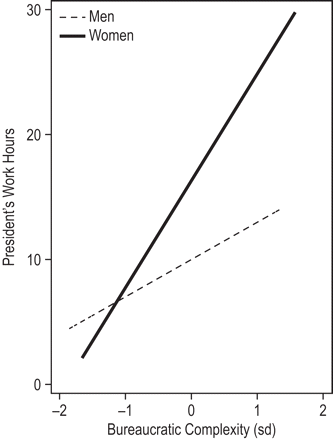 Men
Women
30
20
10
0
President's Work Hours
–2
–1
0
1
2
Bureaucratic Complexity (sd)